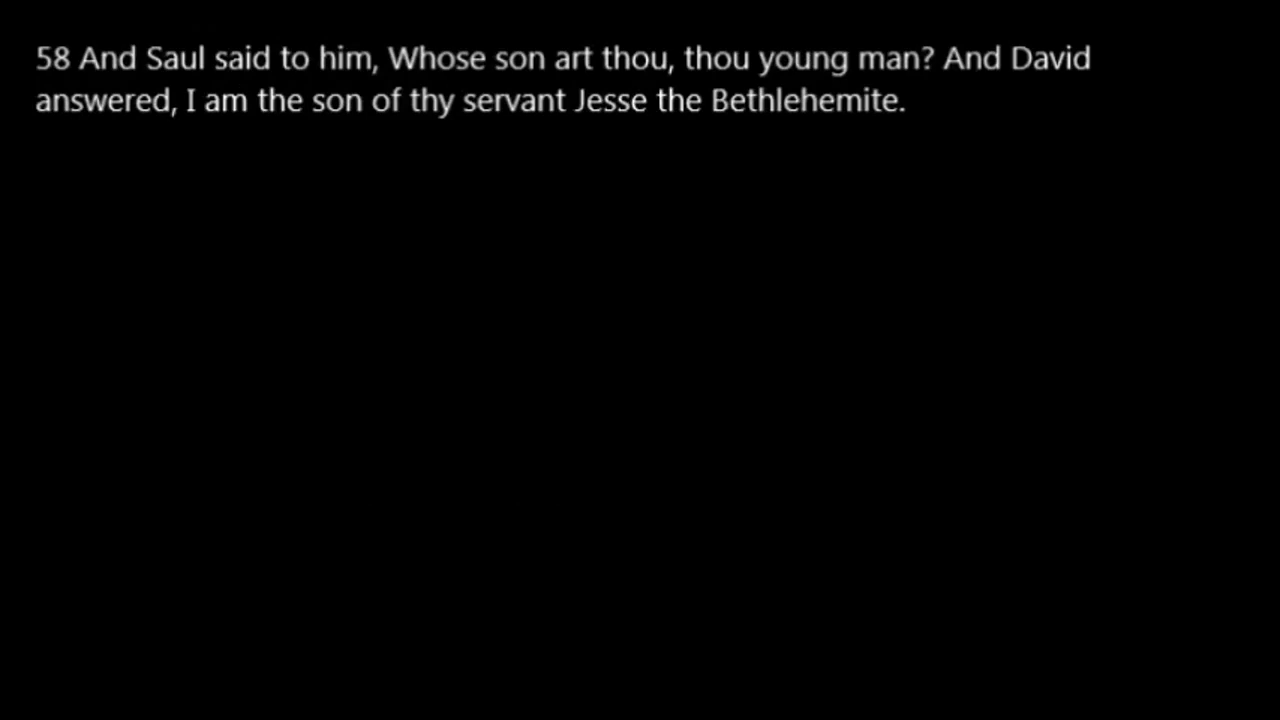 58 And Saul said to him, Whose son art thou, thou young man? And David
answered, I am the son of thy servant Jesse the Bethlehemite.